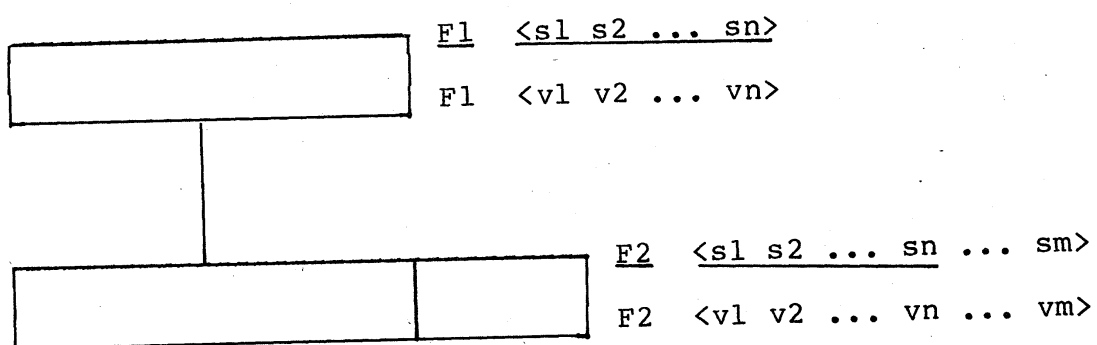 F1 <s1 s2 ... sn>
F1 <v1 v2 ... vn>
F2 <s1 s2 ... sn ... sm>
F2 <v1 v2 ... vn ... vm>